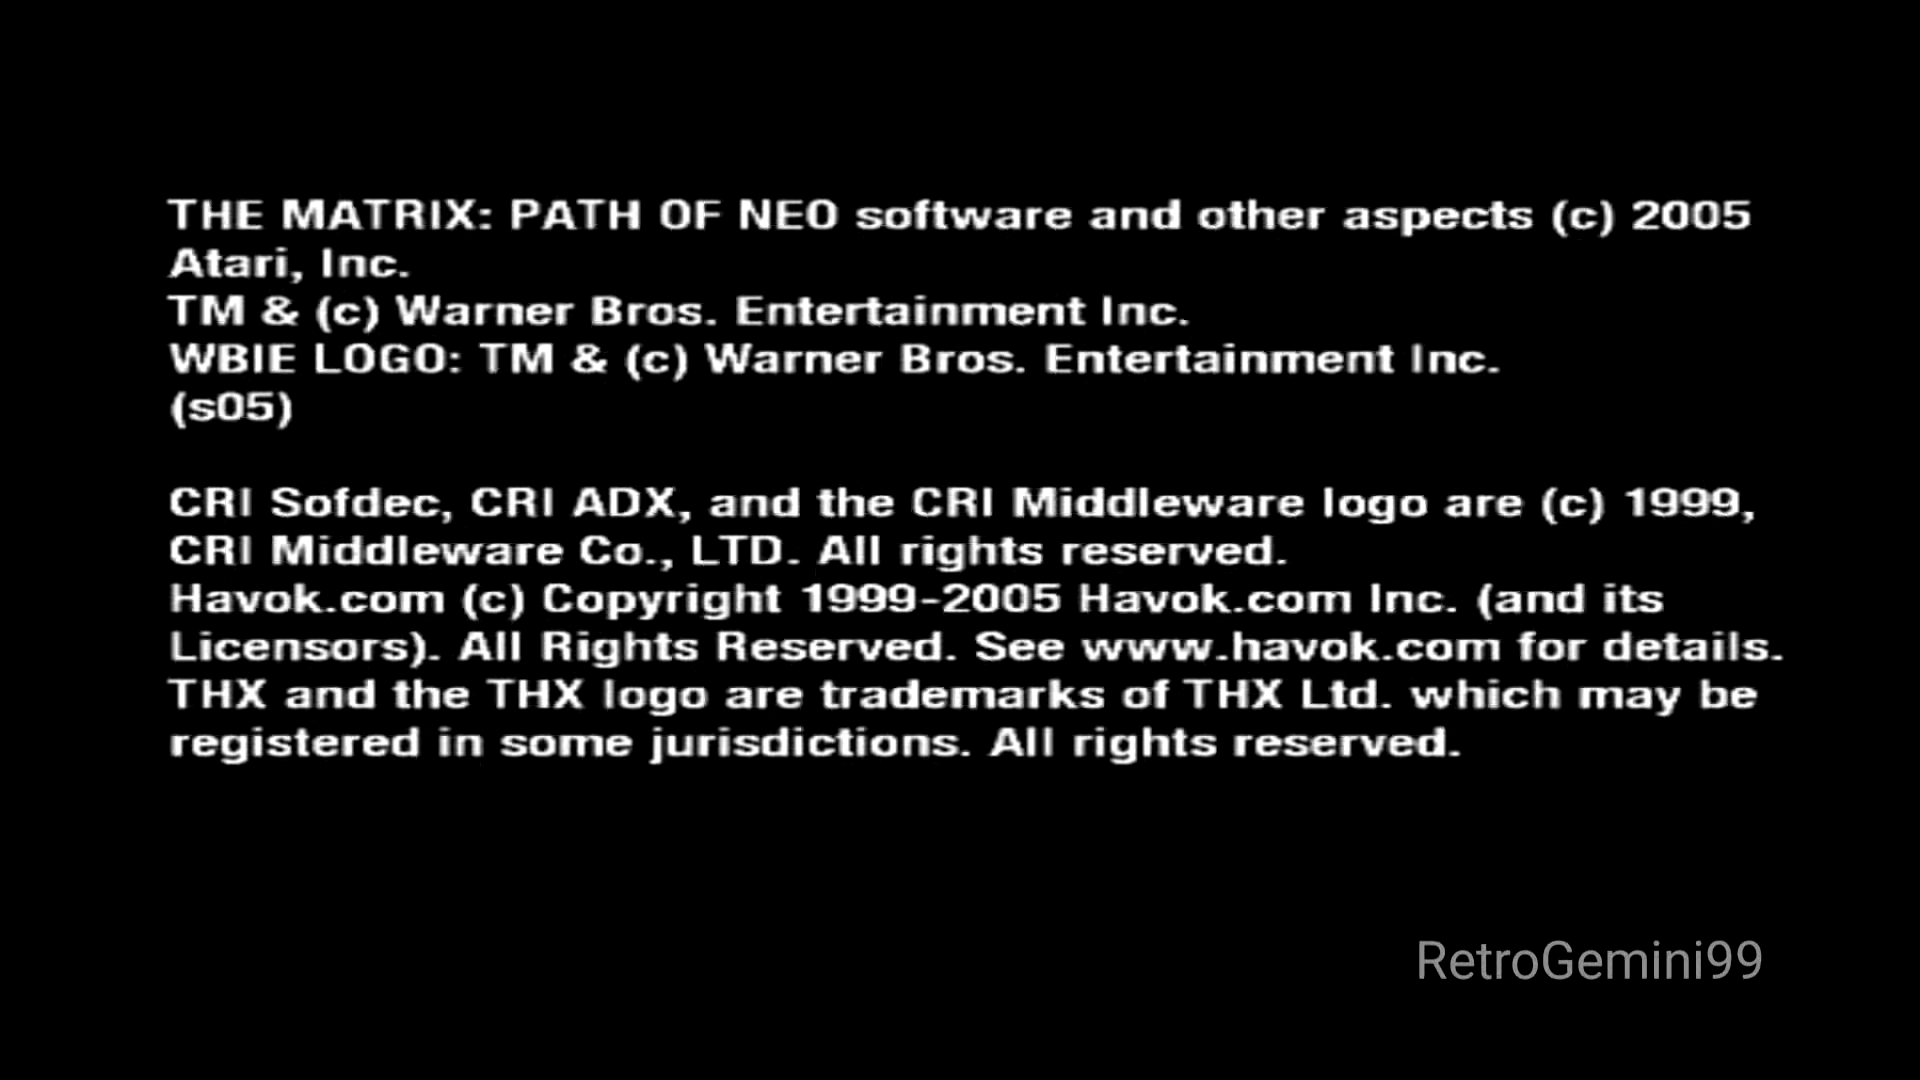 THE MATRIX: PATH OF NEO software and other aspects (c) 2005
Atari, Inc.
TM & (c) Warner Bros. Entertainment Inc.
WBIE LOGO: TM & (c) Warner Bros. Entertainment Inc.
(s05)
CRI Sofdec, CRI ADX, and the CRI Middleware logo are (c) 1999,
CRI Middleware Co., LTD. All rights reserved.
Havok.com (c) Copyright 1999-2005 Havok.com Inc. (and its
Licensors). All Rights Reserved. See www.havok.com for details.
THX and the THX logo are trademarks of THX Ltd. which may be
registered in some jurisdictions. All rights reserved.
RetroGemini99